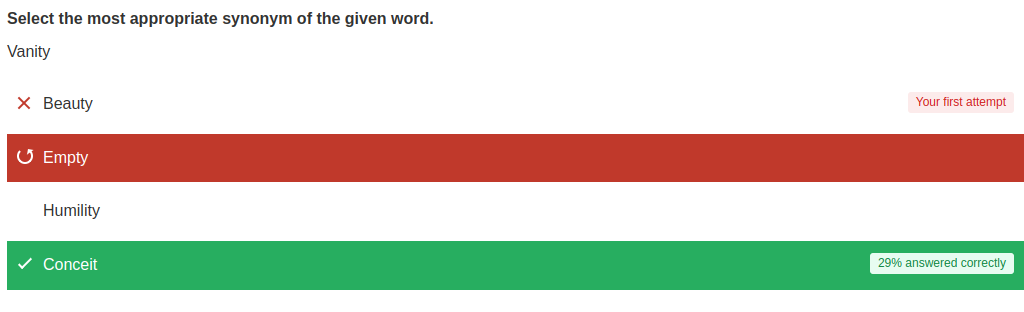 Select the most appropriate synonym of the given word.
Vanity
Beauty
Your first attempt
Empty
Humility
Conceit
29% answered correctly